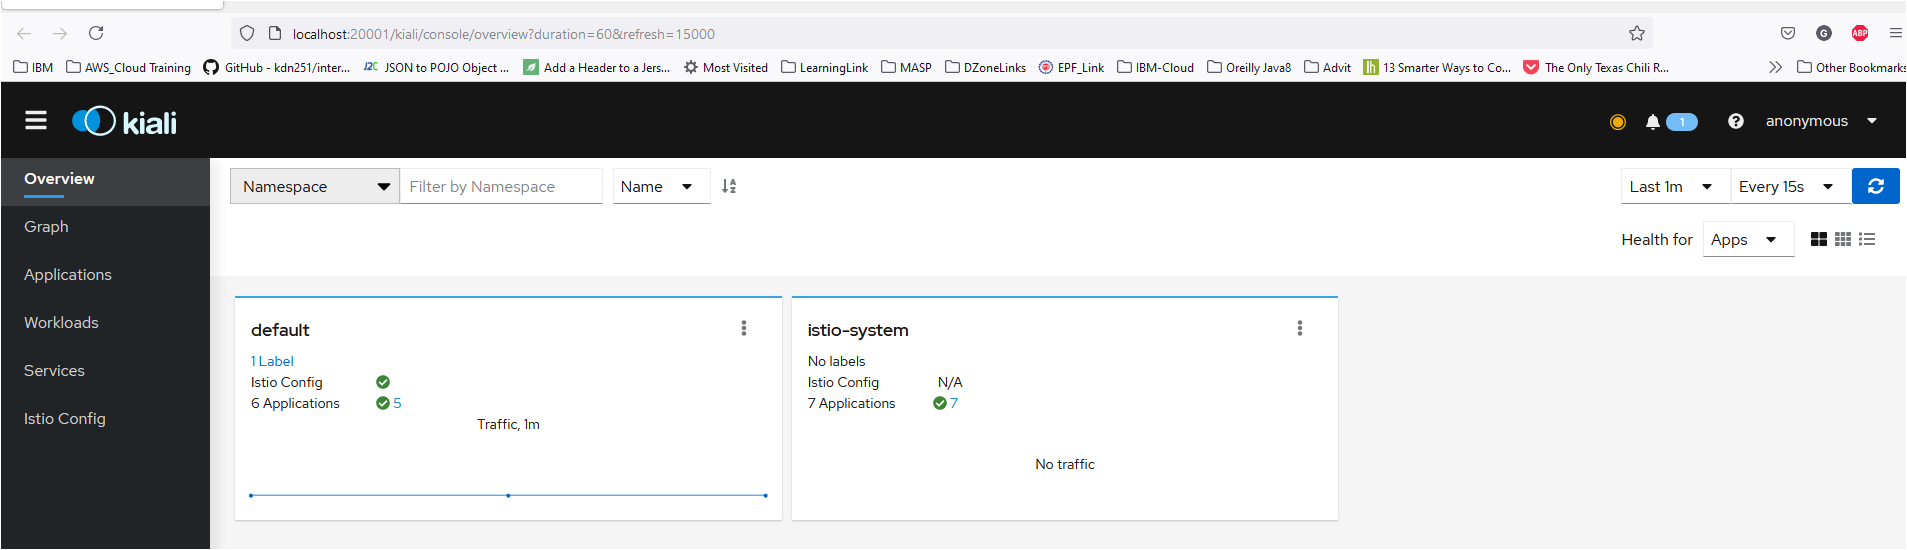 localhost:20001/kiali/console/overview?duration=60&refresh=15000
G ABP
IBM AWS_Cloud Training GitHub - kdn251/inter... J2C JSON to POJO Object ... Add a Header to a Jers... Most Visited LearningLink MASP DZoneLinks EPF_Link IBM-Cloud Oreilly Java8 Advit lh 13 Smarter Ways to Co... The Only Texas Chili R... Other Bookmarks
kiali 1 ? anonymous
Overview
Graph
Applications
Workloads
Services
Istio Config
Namespace Filter by Namespace Name A Z Last 1m Every 15s
Health for Apps
default
1 Label
Istio Config
6 Applications 5
Traffic, 1m
istio-system
No labels
Istio Config N/A
7 Applications 7
No traffic